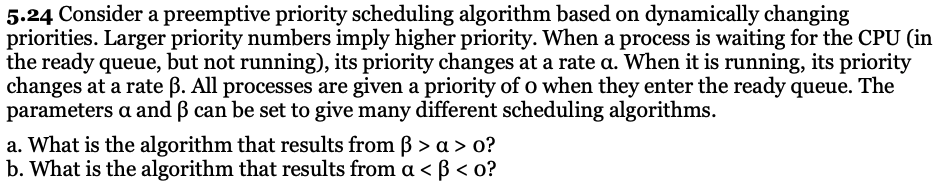 5.24 Consider a preemptive priority scheduling algorithm based on dynamically changing
priorities. Larger priority numbers imply higher priority. When a process is waiting for the CPU (in
the ready queue, but not running), its priority changes at a rate α. When it is running, its priority
changes at a rate β. All processes are given a priority of 0 when they enter the ready queue. The
parameters α and β can be set to give many different scheduling algorithms.
a. What is the algorithm that results from β > α > 0?
b. What is the algorithm that results from α < β < 0?